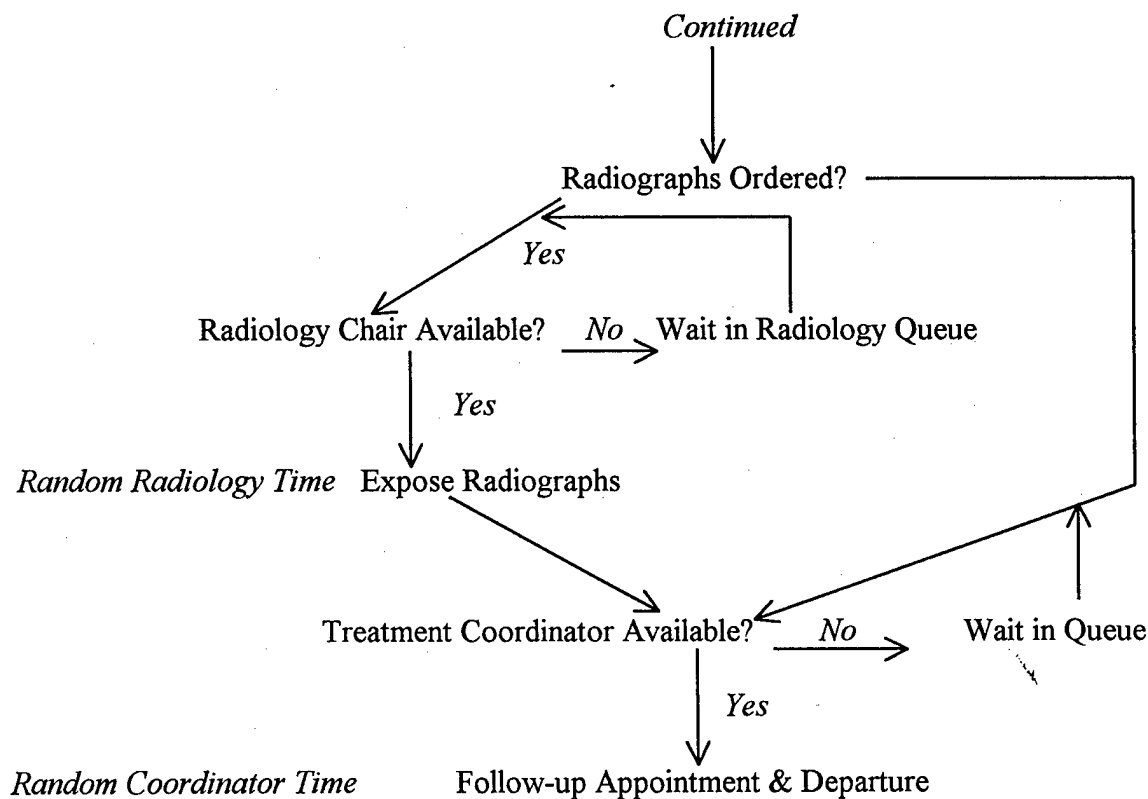 Continued
Radiographs Ordered?
Yes
Radiology Chair Available? No Wait in Radiology Queue
Yes
Random Radiology Time Expose Radiographs
Treatment Coordinator Available? No Wait in Queue
Yes
Random Coordinator Time Follow-up Appointment & Departure